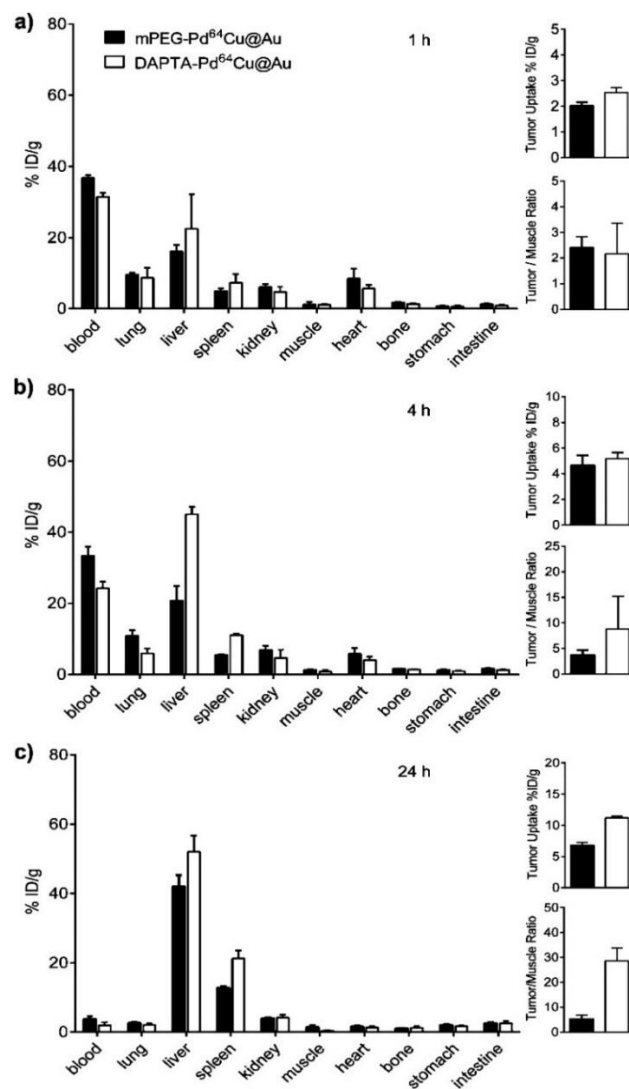 a)
mPEG-Pd⁶⁴Cu@Au
DAPTA-Pd⁶⁴Cu@Au
1 h
% ID/g
80
60
40
20
0
blood
lung
liver
spleen
kidney
muscle
heart
bone
stomach
intestine
Tumor Uptake % ID/g
5
4
3
2
1
0
Tumor / Muscle Ratio
5
4
3
2
1
0
b)
4 h
% ID/g
80
60
40
20
0
blood
lung
liver
spleen
kidney
muscle
heart
bone
stomach
intestine
Tumor Uptake % ID/g
10
8
6
4
2
0
Tumor / Muscle Ratio
25
20
15
10
5
0
c)
24 h
% ID/g
80
60
40
20
0
blood
lung
liver
spleen
kidney
muscle
heart
bone
stomach
intestine
Tumor Uptake %ID/g
20
15
10
5
0
Tumor/Muscle Ratio
50
40
30
20
10
0